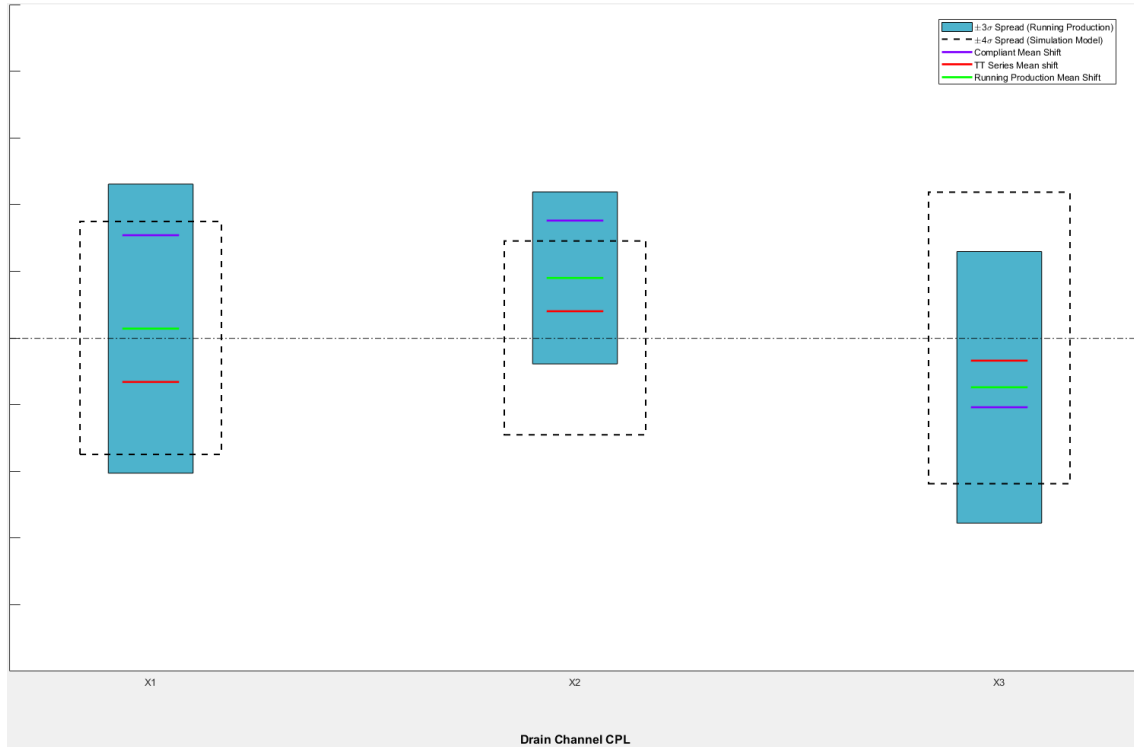 ±3σ Spread (Running Production)
±4σ Spread (Simulation Model)
Compliant Mean Shift
TT Series Mean shift
Running Production Mean Shift
X1 X2 X3
Drain Channel CPL